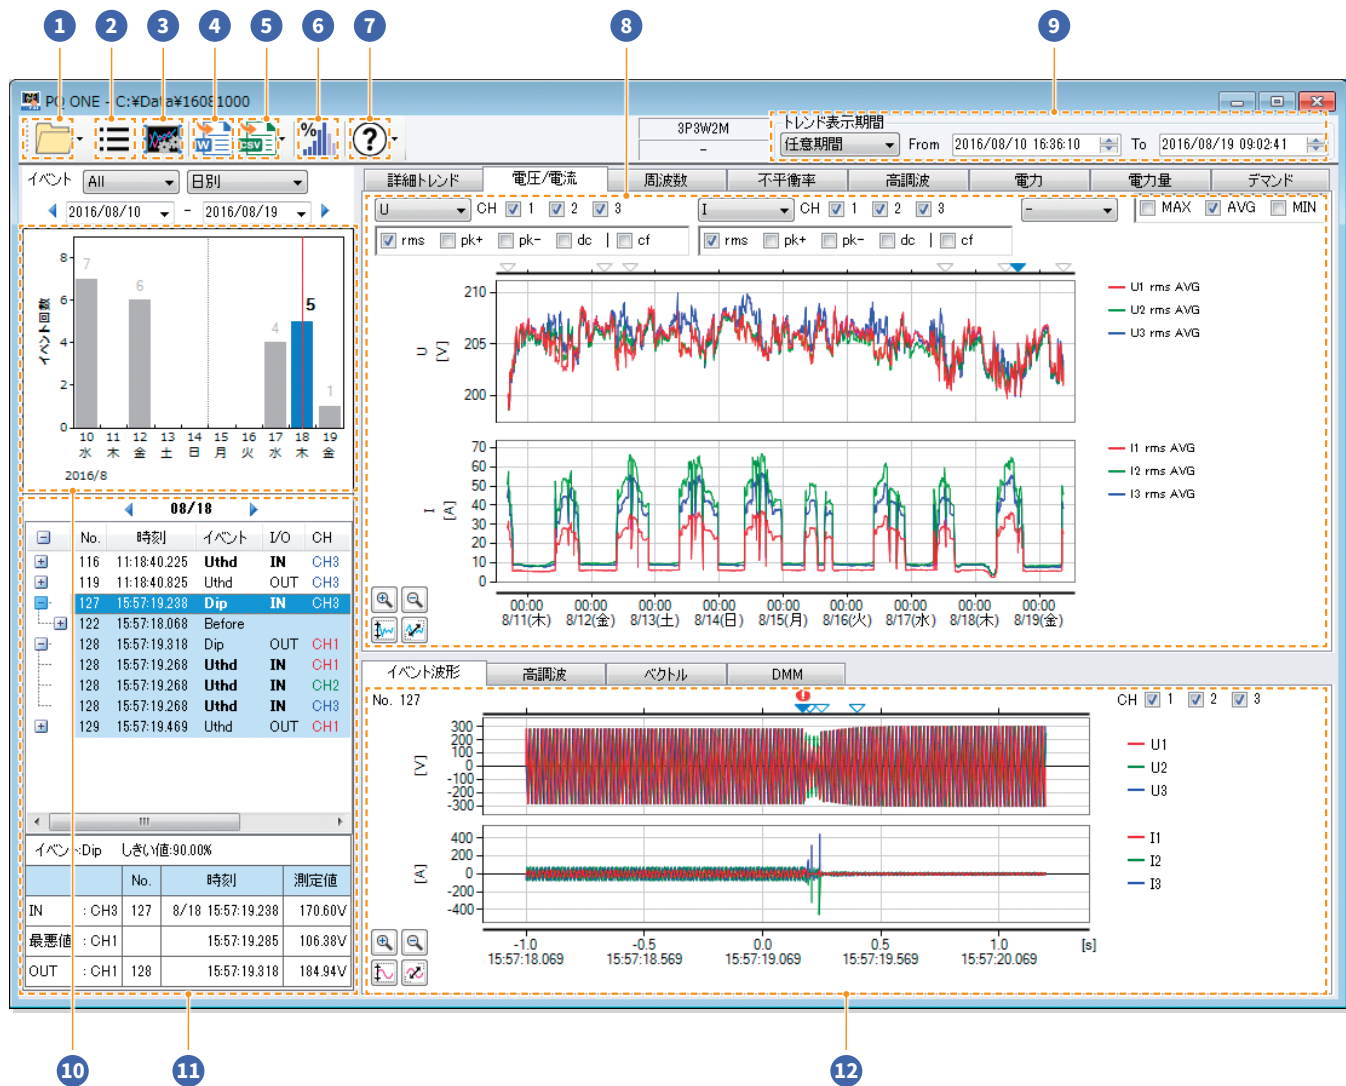 1 2 3 4 5 6 7 8 9
PQ ONE - C:¥Data¥16081000
W
CSV
%
?
3P3W2M
-
トレンド表示期間
任意期間 From 2016/08/10 16:36:10 To 2016/08/19 09:02:41
イベント All 日別
2016/08/10 - 2016/08/19
詳細トレンド 電圧/電流 周波数 不平衡率 高調波 電力 電力量 デマンド
U CH 1 2 3 I CH 1 2 3 - MAX AVG MIN
rms pk+ pk- dc | cf rms pk+ pk- dc | cf
イベント回数
8 6 4 2 0
7 6 4 5 1
10 11 12 13 14 15 16 17 18 19
水 木 金 土 日 月 火 水 木 金
2016/8
U [V]
210
205
200
U1 rms AVG
U2 rms AVG
U3 rms AVG
I [A]
70
60
50
40
30
20
10
0
I1 rms AVG
I2 rms AVG
I3 rms AVG
00:00 00:00 00:00 00:00 00:00 00:00 00:00 00:00 00:00
8/11(木) 8/12(金) 8/13(土) 8/14(日) 8/15(月) 8/16(火) 8/17(水) 8/18(木) 8/19(金)
08/18
No. 時刻 イベント I/O CH
116 11:18:40.225 Uthd IN CH3
119 11:18:40.825 Uthd OUT CH3
127 15:57:19.238 Dip IN CH3
122 15:57:18.068 Before
128 15:57:19.318 Dip OUT CH1
128 15:57:19.268 Uthd IN CH1
128 15:57:19.268 Uthd IN CH2
128 15:57:19.268 Uthd IN CH3
129 15:57:19.469 Uthd OUT CH1
イベント:Dip しきい値:90.00%
No. 時刻 測定値
IN : CH3 127 8/18 15:57:19.238 170.60V
最悪値 : CH1 15:57:19.285 106.38V
OUT : CH1 128 15:57:19.318 184.94V
イベント波形 高調波 ベクトル DMM
No. 127 CH 1 2 3
[V]
300
200
100
0
-100
-200
-300
U1
U2
U3
[A]
400
200
0
-200
-400
I1
I2
I3
-1.0 -0.5 0.0 0.5 1.0 [s]
15:57:18.069 15:57:18.569 15:57:19.069 15:57:19.569 15:57:20.069
10 11 12